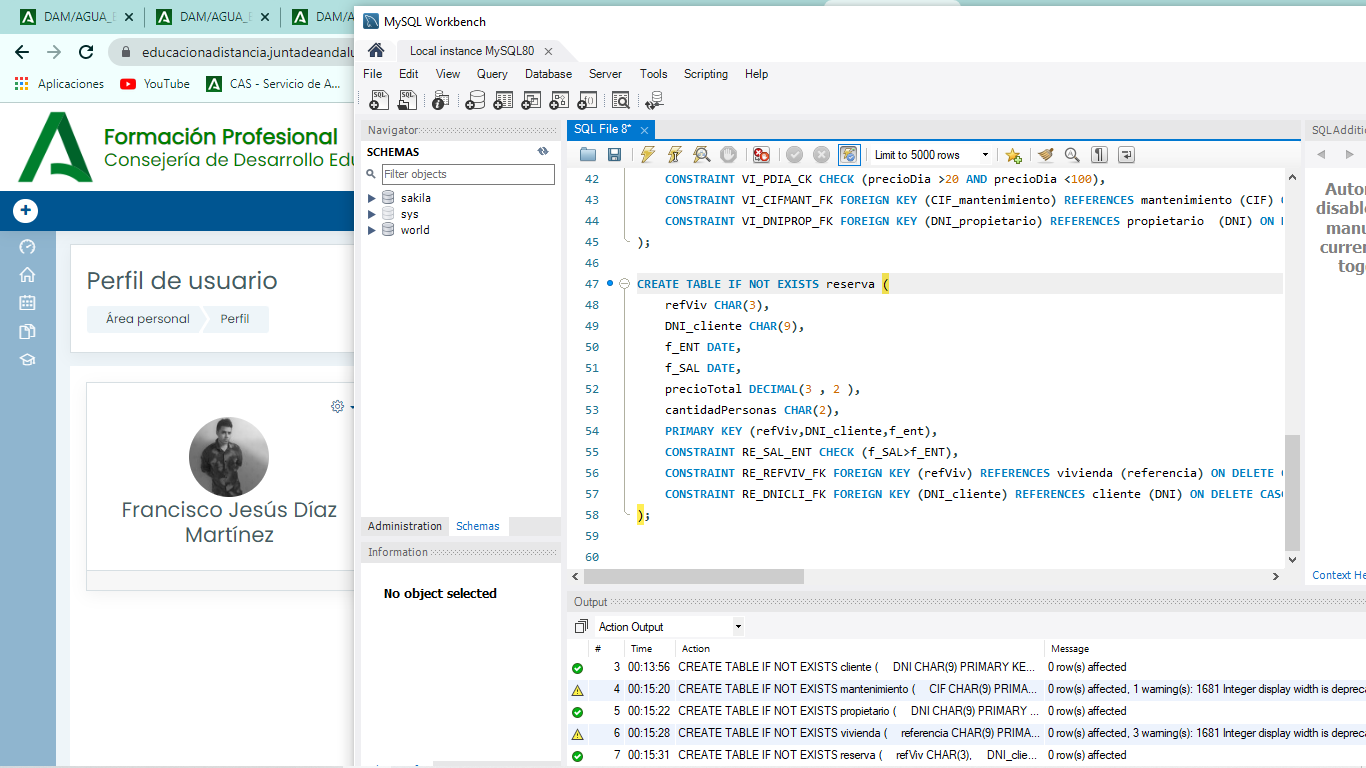 DAM/AGUA_E
DAM/AGUA_E
DAM/AGUA_E
educacionadistancia.juntadeandalu
Aplicaciones
YouTube
CAS - Servicio de A...
Formación Profesional
Consejería de Desarrollo Edu
Perfil de usuario
Área personal
Perfil
Francisco Jesús Díaz
Martínez
MySQL Workbench
Local instance MySQL80
File Edit View Query Database Server Tools Scripting Help
Navigator
SCHEMAS
Filter objects
sakila
sys
world
Administration Schemas
Information
No object selected
SQL File 8*
Limit to 5000 rows
42 CONSTRAINT VI_PDIA_CK CHECK (precioDia >20 AND precioDia <100),
43 CONSTRAINT VI_CIFMANT_FK FOREIGN KEY (CIF_mantenimiento) REFERENCES mantenimiento (CIF)
44 CONSTRAINT VI_DNIPROP_FK FOREIGN KEY (DNI_propietario) REFERENCES propietario (DNI) ON
45 );
46
47 CREATE TABLE IF NOT EXISTS reserva (
48 refViv CHAR(3),
49 DNI_cliente CHAR(9),
50 f_ENT DATE,
51 f_SAL DATE,
52 precioTotal DECIMAL(3 , 2 ),
53 cantidadPersonas CHAR(2),
54 PRIMARY KEY (refViv,DNI_cliente,f_ent),
55 CONSTRAINT RE_SAL_ENT CHECK (f_SAL>f_ENT),
56 CONSTRAINT RE_REFVIV_FK FOREIGN KEY (refViv) REFERENCES vivienda (referencia) ON DELETE
57 CONSTRAINT RE_DNICLI_FK FOREIGN KEY (DNI_cliente) REFERENCES cliente (DNI) ON DELETE CAS
58 );
59
60
SQLAdditio
Autor
disable
manu
curren
tog
Context He
Output
Action Output
# Time Action Message
3 00:13:56 CREATE TABLE IF NOT EXISTS cliente ( DNI CHAR(9) PRIMARY KE... 0 row(s) affected
4 00:15:20 CREATE TABLE IF NOT EXISTS mantenimiento ( CIF CHAR(9) PRIMA... 0 row(s) affected, 1 warning(s): 1681 Integer display width is depreca
5 00:15:22 CREATE TABLE IF NOT EXISTS propietario ( DNI CHAR(9) PRIMARY ... 0 row(s) affected
6 00:15:28 CREATE TABLE IF NOT EXISTS vivienda ( referencia CHAR(9) PRIMA... 0 row(s) affected, 3 warning(s): 1681 Integer display width is depreca
7 00:15:31 CREATE TABLE IF NOT EXISTS reserva ( refViv CHAR(3), DNI_clie... 0 row(s) affected